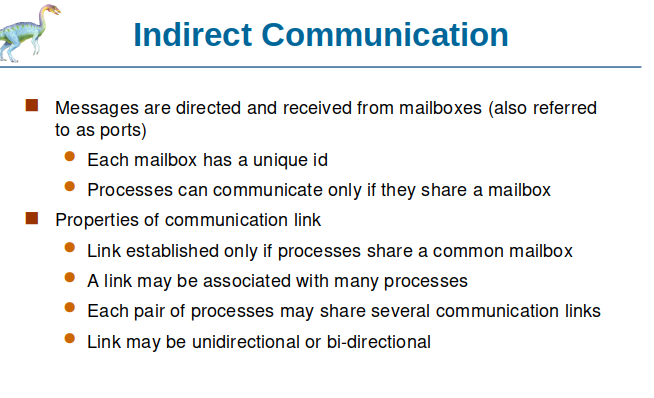 Indirect Communication
Messages are directed and received from mailboxes (also referred
to as ports)
Each mailbox has a unique id
Processes can communicate only if they share a mailbox
Properties of communication link
Link established only if processes share a common mailbox
A link may be associated with many processes
Each pair of processes may share several communication links
Link may be unidirectional or bi-directional